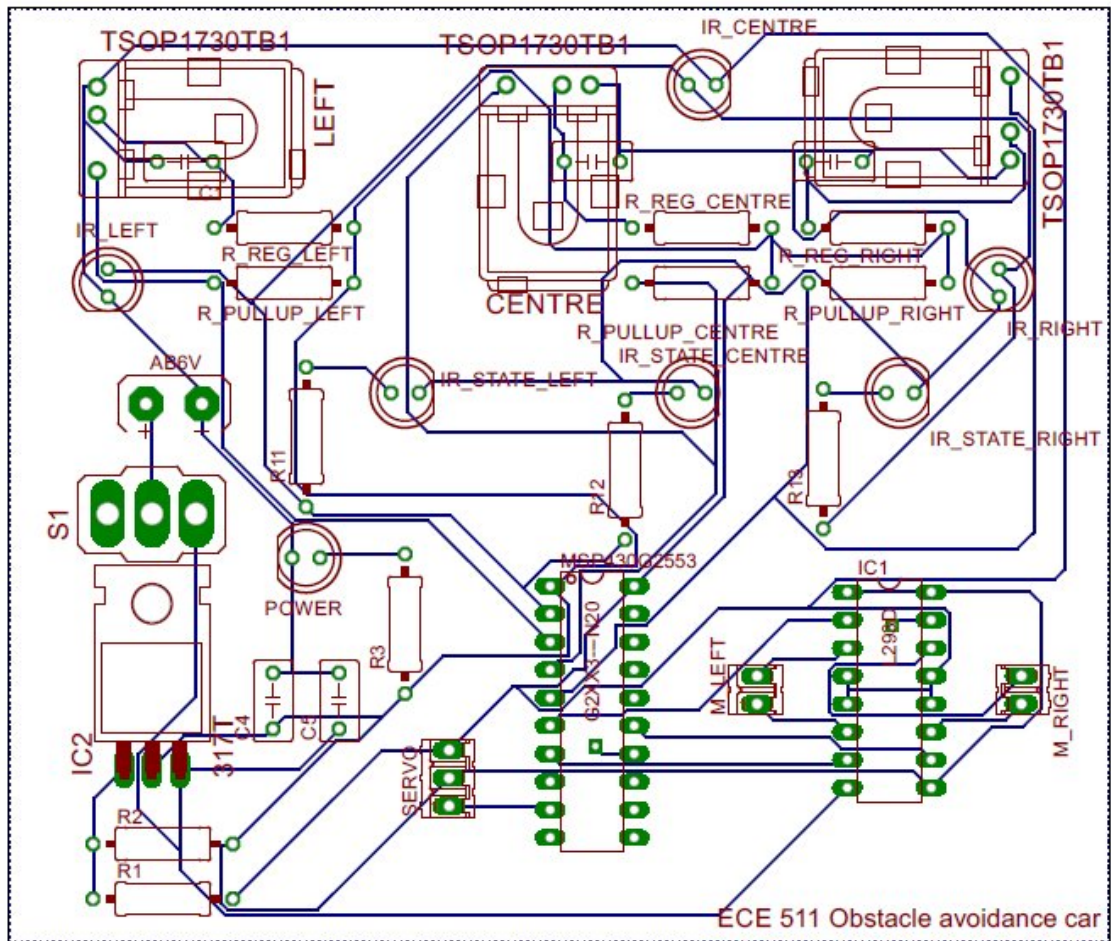 IR_CENTRE
TSOP1730TB1
TSOP1730TB1
TSOP1730TB1
LEFT
C1
IR_LEFT
R_REG_LEFT
R_PULLUP_LEFT
R_REG_CENTRE
R_REG_RIGHT
CENTRE
R_PULLUP_CENTRE
R_PULLUP_RIGHT
IR_RIGHT
AB6V
IR_STATE_LEFT
IR_STATE_CENTRE
IR_STATE_RIGHT
R11
R12
R13
S1
POWER
R3
MSP430G2553
G2XX3---N20
IC1
M_LEFT
M_RIGHT
C4
C5
IC2
317T
SERVO
R2
R1
ECE 511 Obstacle avoidance car